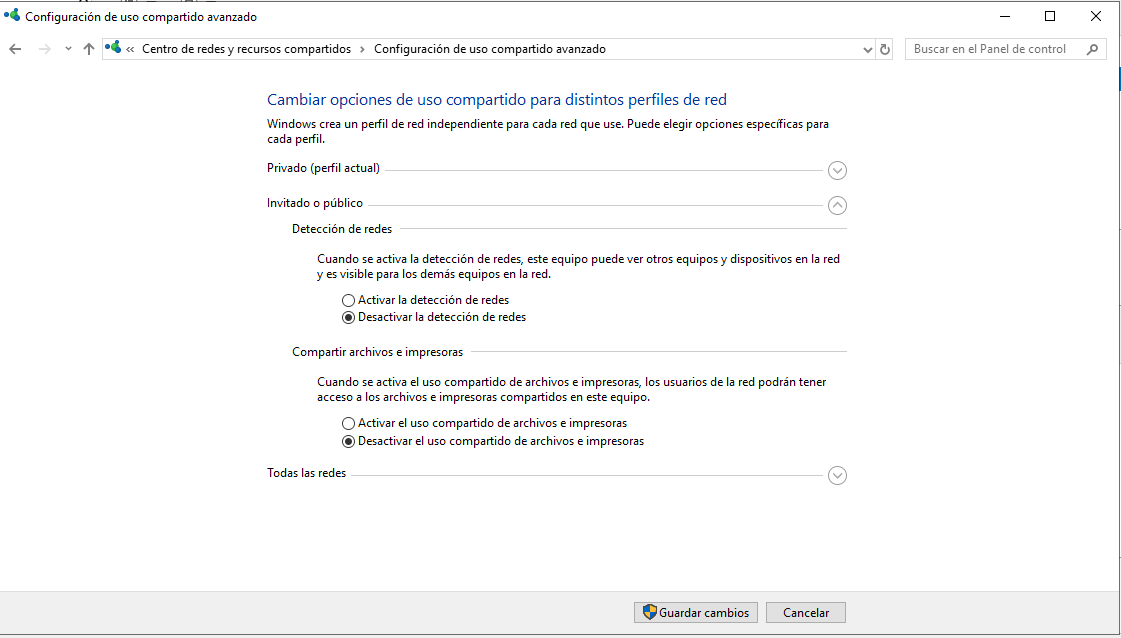 Configuración de uso compartido avanzado
« Centro de redes y recursos compartidos › Configuración de uso compartido avanzado
Buscar en el Panel de control
Cambiar opciones de uso compartido para distintos perfiles de red
Windows crea un perfil de red independiente para cada red que use. Puede elegir opciones específicas para
cada perfil.
Privado (perfil actual)
Invitado o público
Detección de redes
Cuando se activa la detección de redes, este equipo puede ver otros equipos y dispositivos en la red
y es visible para los demás equipos en la red.
Activar la detección de redes
Desactivar la detección de redes
Compartir archivos e impresoras
Cuando se activa el uso compartido de archivos e impresoras, los usuarios de la red podrán tener
acceso a los archivos e impresoras compartidos en este equipo.
Activar el uso compartido de archivos e impresoras
Desactivar el uso compartido de archivos e impresoras
Todas las redes
Guardar cambios
Cancelar